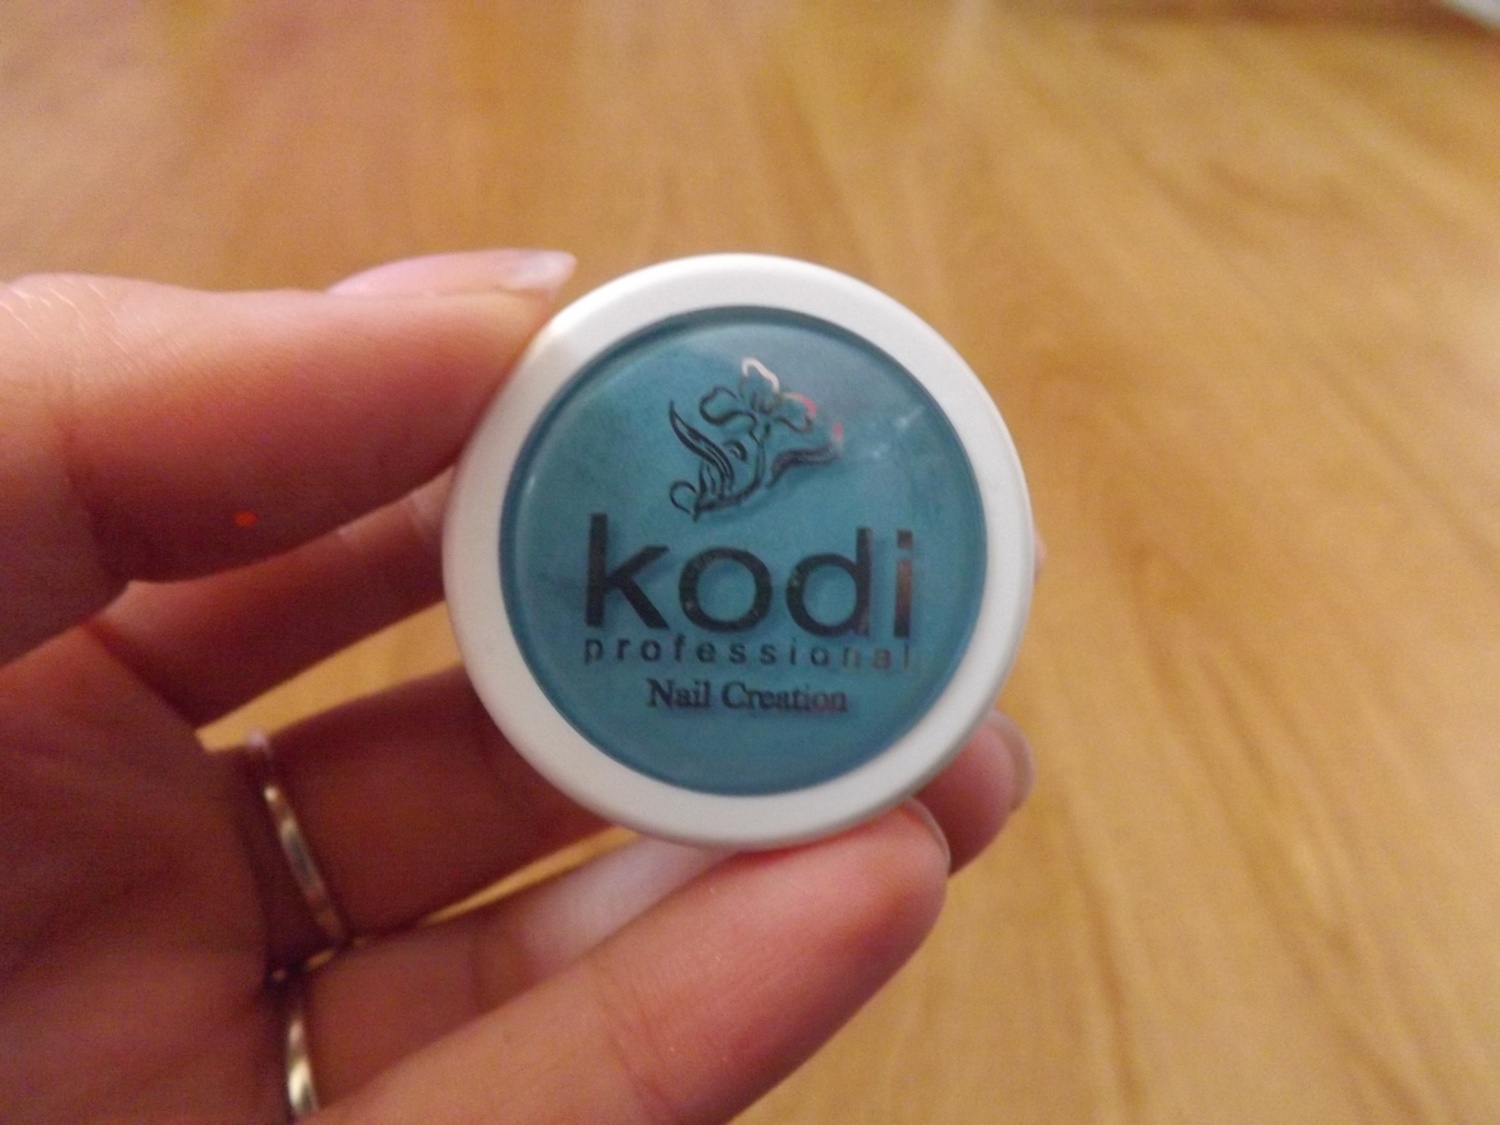 kodi
professional
Nail Creation